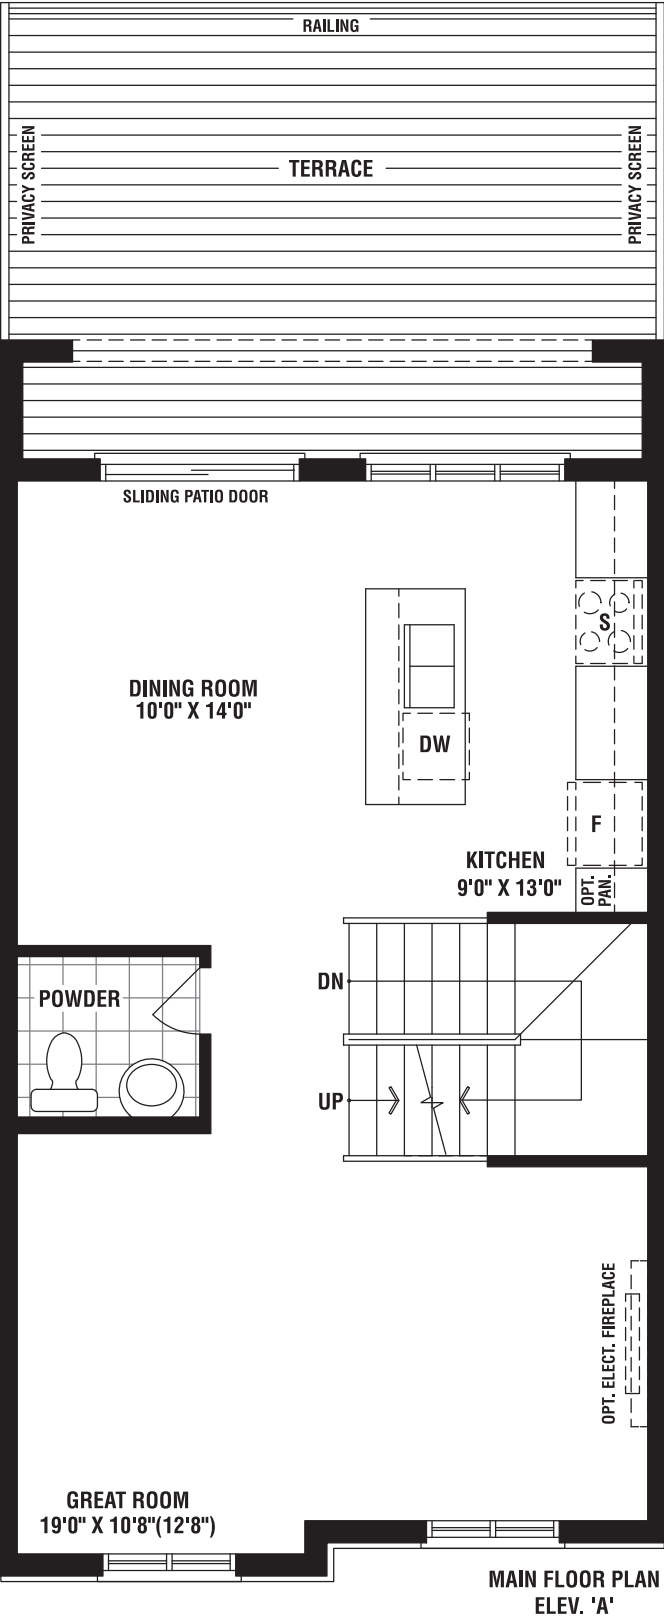 RAILING
PRIVACY SCREEN
TERRACE
PRIVACY SCREEN
SLIDING PATIO DOOR
S
DINING ROOM
10'0" X 14'0"
DW
F
KITCHEN
9'0" X 13'0"
OPT.
PAN.
DN
POWDER
UP
OPT. ELECT. FIREPLACE
GREAT ROOM
19'0" X 10'8"(12'8")
MAIN FLOOR PLAN
ELEV. 'A'